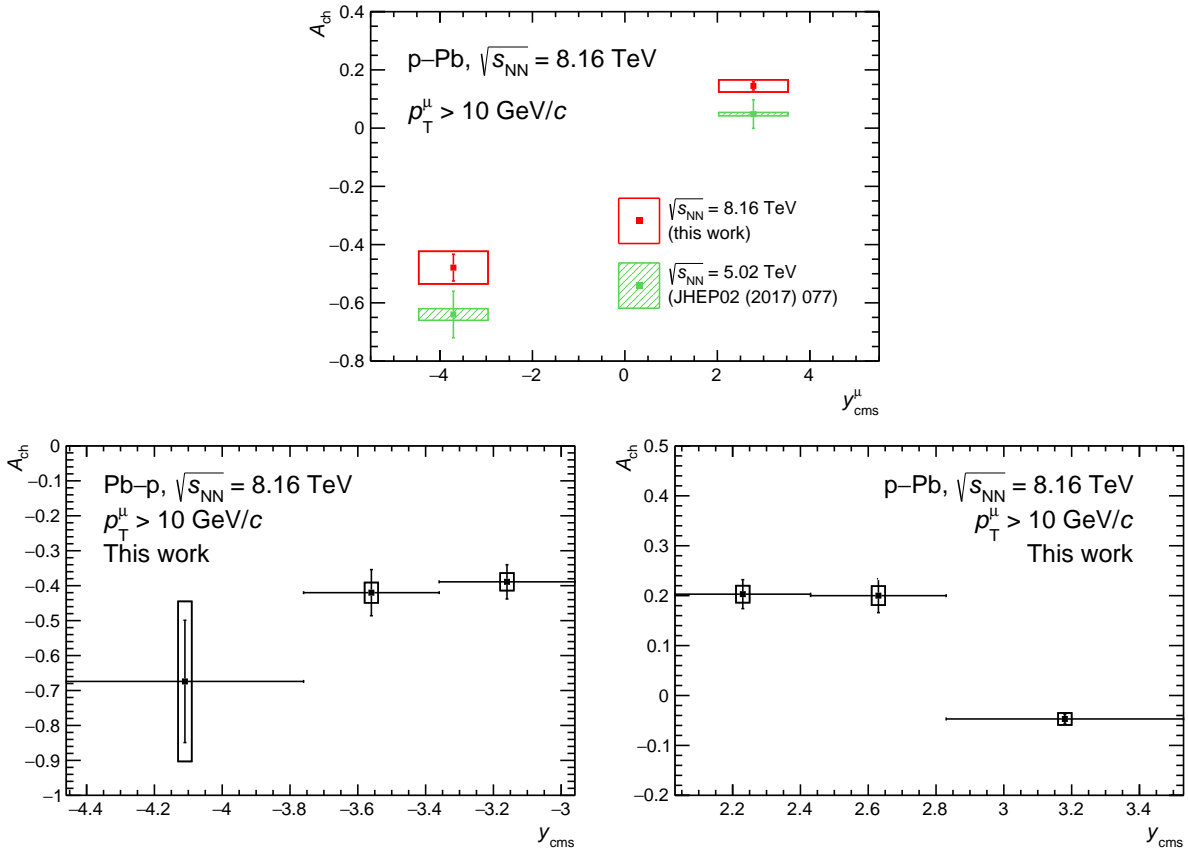 A_ch
0.4
0.2
0
−0.2
−0.4
−0.6
−0.8
p–Pb, √s_NN = 8.16 TeV
p_T^μ > 10 GeV/c
√s_NN = 8.16 TeV
(this work)
√s_NN = 5.02 TeV
(JHEP02 (2017) 077)
−4 −2 0 2 4
y_cms^μ
A_ch
0
−0.1
−0.2
−0.3
−0.4
−0.5
−0.6
−0.7
−0.8
−0.9
−1
Pb–p, √s_NN = 8.16 TeV
p_T^μ > 10 GeV/c
This work
−4.4 −4.2 −4 −3.8 −3.6 −3.4 −3.2 −3
y_cms
A_ch
0.5
0.4
0.3
0.2
0.1
0
−0.1
−0.2
p–Pb, √s_NN = 8.16 TeV
p_T^μ > 10 GeV/c
This work
2.2 2.4 2.6 2.8 3 3.2 3.4
y_cms